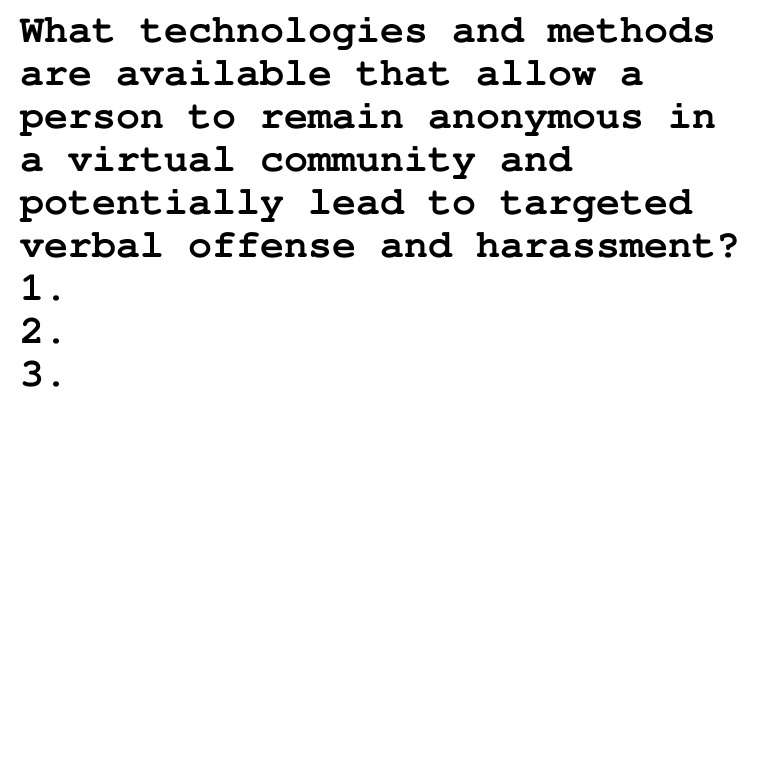 What technologies and methods
are available that allow a
person to remain anonymous in
a virtual community and
potentially lead to targeted
verbal offense and harassment?
1.
2.
3.